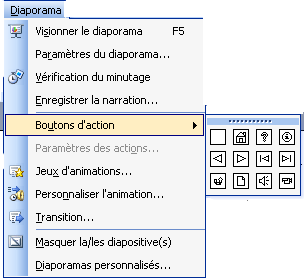 Diaporama
Visionner le diaporama F5
Paramètres du diaporama...
Vérification du minutage
Enregistrer la narration...
Boutons d'action
Paramètres des actions...
Jeux d'animations...
Personnaliser l'animation...
Transition...
Masquer la/les diapositive(s)
Diaporamas personnalisés...